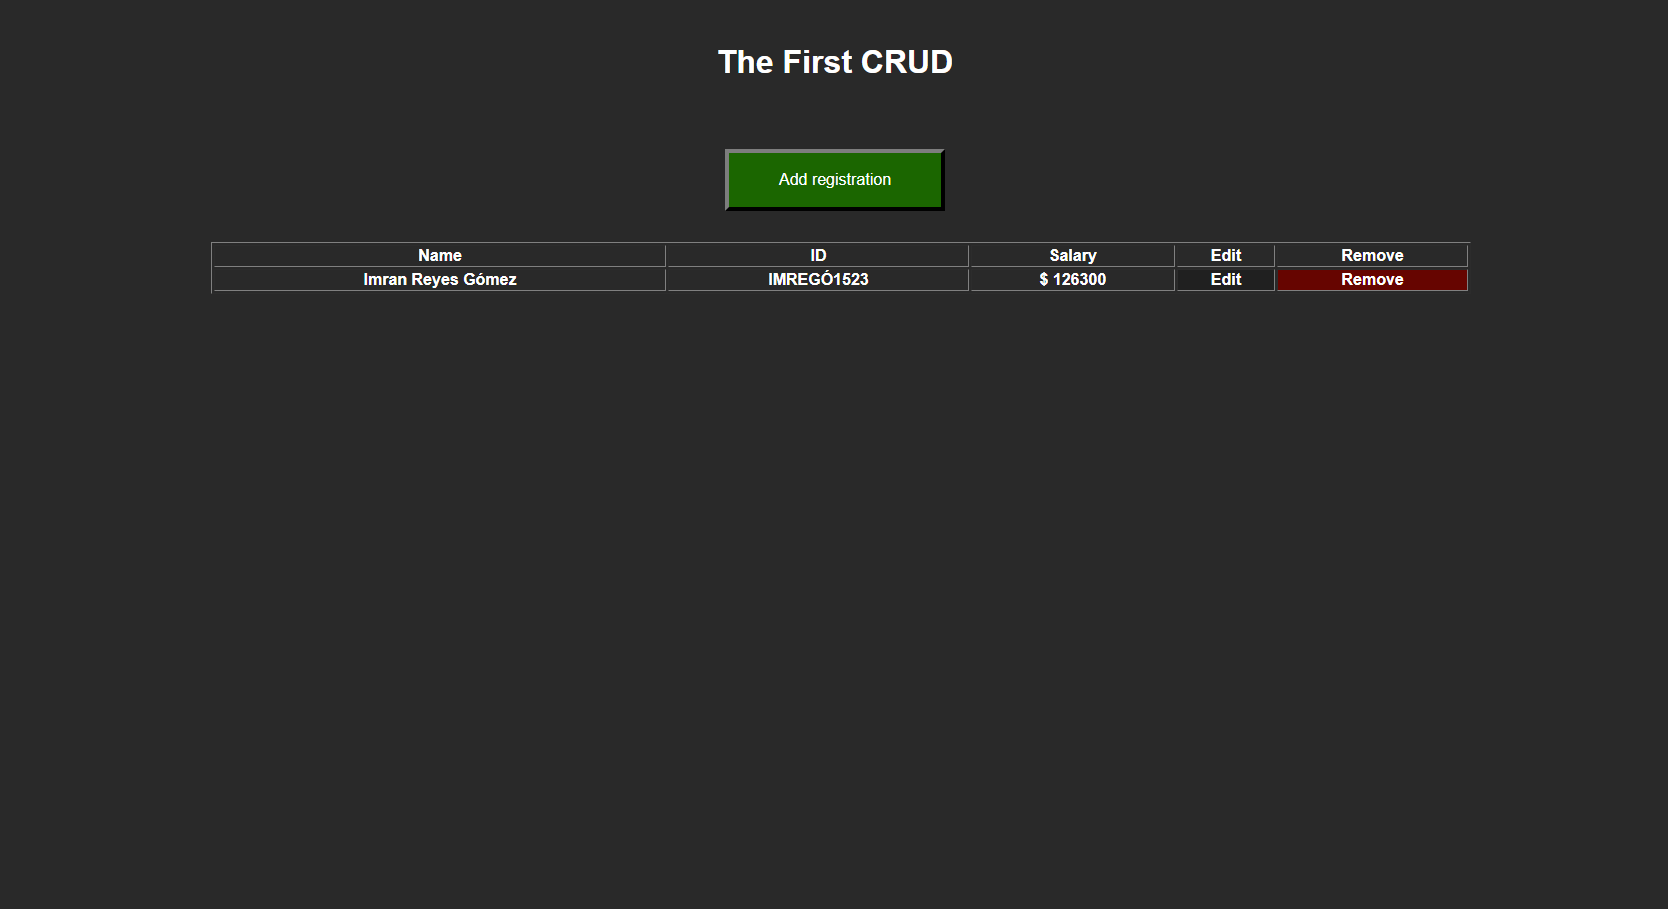 The First CRUD
Add registration
Name ID Salary Edit Remove
Imran Reyes Gómez IMREGÓ1523 $ 126300 Edit Remove